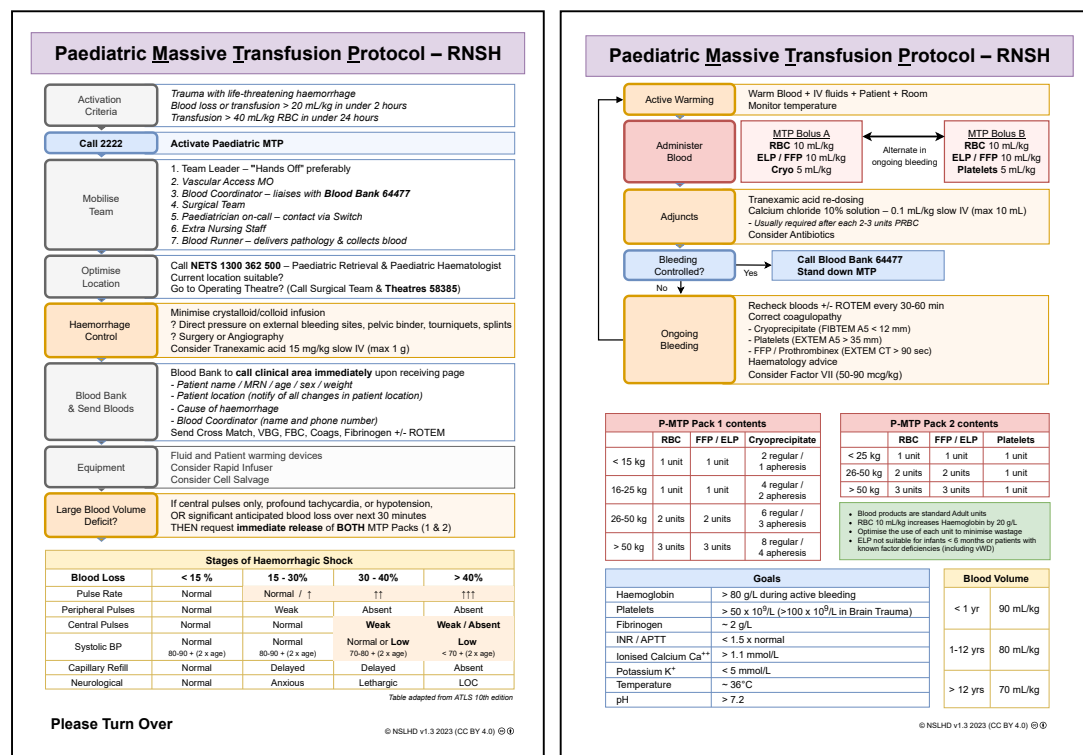 Paediatric Massive Transfusion Protocol – RNSH
Activation
Criteria
Trauma with life-threatening haemorrhage
Blood loss or transfusion > 20 mL/kg in under 2 hours
Transfusion > 40 mL/kg RBC in under 24 hours
Call 2222
Activate Paediatric MTP
Mobilise
Team
1. Team Leader – "Hands Off" preferably
2. Vascular Access MO
3. Blood Coordinator – liaises with Blood Bank 64477
4. Surgical Team
5. Paediatrician on-call – contact via Switch
6. Extra Nursing Staff
7. Blood Runner – delivers pathology & collects blood
Optimise
Location
Call NETS 1300 362 500 – Paediatric Retrieval & Paediatric Haematologist
Current location suitable?
Go to Operating Theatre? (Call Surgical Team & Theatres 58385)
Haemorrhage
Control
Minimise crystalloid/colloid infusion
? Direct pressure on external bleeding sites, pelvic binder, tourniquets, splints
? Surgery or Angiography
Consider Tranexamic acid 15 mg/kg slow IV (max 1 g)
Blood Bank
& Send Bloods
Blood Bank to call clinical area immediately upon receiving page
- Patient name / MRN / age / sex / weight
- Patient location (notify of all changes in patient location)
- Cause of haemorrhage
- Blood Coordinator (name and phone number)
Send Cross Match, VBG, FBC, Coags, Fibrinogen +/- ROTEM
Equipment
Fluid and Patient warming devices
Consider Rapid Infuser
Consider Cell Salvage
Large Blood Volume
Deficit?
If central pulses only, profound tachycardia, or hypotension,
OR significant anticipated blood loss over next 30 minutes
THEN request immediate release of BOTH MTP Packs (1 & 2)
Stages of Haemorrhagic Shock
Blood Loss < 15 % 15 - 30% 30 - 40% > 40%
Pulse Rate Normal Normal / ↑ ↑↑ ↑↑↑
Peripheral Pulses Normal Weak Absent Absent
Central Pulses Normal Normal Weak Weak / Absent
Systolic BP Normal Normal Normal or Low Low
80-90 + (2 x age) 80-90 + (2 x age) 70-80 + (2 x age) < 70 + (2 x age)
Capillary Refill Normal Delayed Delayed Absent
Neurological Normal Anxious Lethargic LOC
Table adapted from ATLS 10th edition
Please Turn Over
© NSLHD v1.3 2023 (CC BY 4.0)
Paediatric Massive Transfusion Protocol – RNSH
Active Warming
Warm Blood + IV fluids + Patient + Room
Monitor temperature
Administer
Blood
MTP Bolus A
RBC 10 mL/kg
ELP / FFP 10 mL/kg
Cryo 5 mL/kg
Alternate in
ongoing bleeding
MTP Bolus B
RBC 10 mL/kg
ELP / FFP 10 mL/kg
Platelets 5 mL/kg
Adjuncts
Tranexamic acid re-dosing
Calcium chloride 10% solution – 0.1 mL/kg slow IV (max 10 mL)
- Usually required after each 2-3 units PRBC
Consider Antibiotics
Bleeding
Controlled?
Yes
Call Blood Bank 64477
Stand down MTP
No
Ongoing
Bleeding
Recheck bloods +/- ROTEM every 30-60 min
Correct coagulopathy
- Cryoprecipitate (FIBTEM A5 < 12 mm)
- Platelets (EXTEM A5 > 35 mm)
- FFP / Prothrombinex (EXTEM CT > 90 sec)
Haematology advice
Consider Factor VII (50-90 mcg/kg)
P-MTP Pack 1 contents
RBC FFP / ELP Cryoprecipitate
< 15 kg 1 unit 1 unit 2 regular /
1 apheresis
16-25 kg 1 unit 1 unit 4 regular /
2 apheresis
26-50 kg 2 units 2 units 6 regular /
3 apheresis
> 50 kg 3 units 3 units 8 regular /
4 apheresis
P-MTP Pack 2 contents
RBC FFP / ELP Platelets
< 25 kg 1 unit 1 unit 1 unit
26-50 kg 2 units 2 units 1 unit
> 50 kg 3 units 3 units 1 unit
• Blood products are standard Adult units
• RBC 10 mL/kg increases Haemoglobin by 20 g/L
• Optimise the use of each unit to minimise wastage
• ELP not suitable for infants < 6 months or patients with
known factor deficiencies (including vWD)
Goals
Haemoglobin > 80 g/L during active bleeding
Platelets > 50 x 10⁹/L (>100 x 10⁹/L in Brain Trauma)
Fibrinogen ~ 2 g/L
INR / APTT < 1.5 x normal
Ionised Calcium Ca⁺⁺ > 1.1 mmol/L
Potassium K⁺ < 5 mmol/L
Temperature ~ 36°C
pH > 7.2
Blood Volume
< 1 yr 90 mL/kg
1-12 yrs 80 mL/kg
> 12 yrs 70 mL/kg
© NSLHD v1.3 2023 (CC BY 4.0)